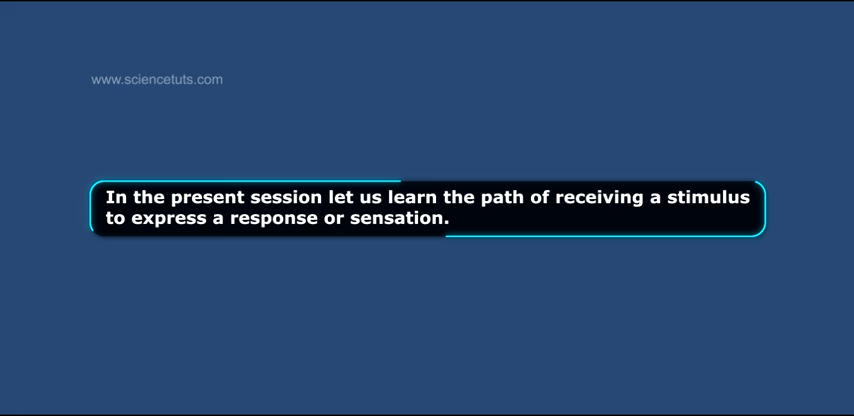 www.sciencetuts.com
In the present session let us learn the path of receiving a stimulus
to express a response or sensation.